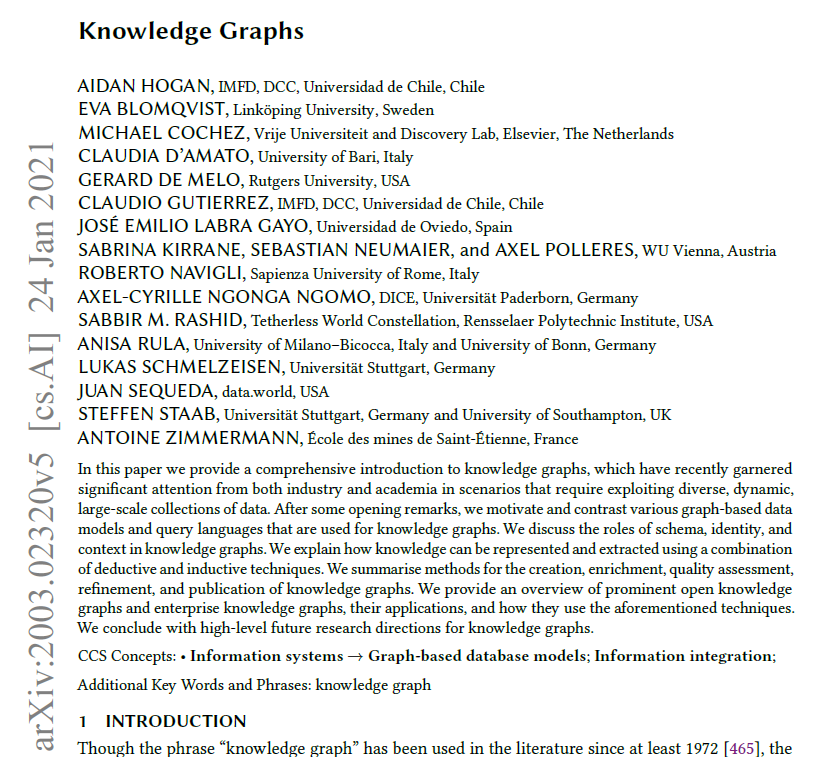 Knowledge Graphs
AIDAN HOGAN, IMFD, DCC, Universidad de Chile, Chile
EVA BLOMQVIST, Linköping University, Sweden
MICHAEL COCHEZ, Vrije Universiteit and Discovery Lab, Elsevier, The Netherlands
CLAUDIA D'AMATO, University of Bari, Italy
GERARD DE MELO, Rutgers University, USA
CLAUDIO GUTIERREZ, IMFD, DCC, Universidad de Chile, Chile
JOSÉ EMILIO LABRA GAYO, Universidad de Oviedo, Spain
SABRINA KIRRANE, SEBASTIAN NEUMAIER, and AXEL POLLERES, WU Vienna, Austria
ROBERTO NAVIGLI, Sapienza University of Rome, Italy
AXEL-CYRILLE NGONGA NGOMO, DICE, Universität Paderborn, Germany
SABBIR M. RASHID, Tetherless World Constellation, Rensselaer Polytechnic Institute, USA
ANISA RULA, University of Milano–Bicocca, Italy and University of Bonn, Germany
LUKAS SCHMELZEISEN, Universität Stuttgart, Germany
JUAN SEQUEDA, data.world, USA
STEFFEN STAAB, Universität Stuttgart, Germany and University of Southampton, UK
ANTOINE ZIMMERMANN, École des mines de Saint-Étienne, France
In this paper we provide a comprehensive introduction to knowledge graphs, which have recently garnered
significant attention from both industry and academia in scenarios that require exploiting diverse, dynamic,
large-scale collections of data. After some opening remarks, we motivate and contrast various graph-based data
models and query languages that are used for knowledge graphs. We discuss the roles of schema, identity, and
context in knowledge graphs. We explain how knowledge can be represented and extracted using a combination
of deductive and inductive techniques. We summarise methods for the creation, enrichment, quality assessment,
refinement, and publication of knowledge graphs. We provide an overview of prominent open knowledge
graphs and enterprise knowledge graphs, their applications, and how they use the aforementioned techniques.
We conclude with high-level future research directions for knowledge graphs.
CCS Concepts: • Information systems → Graph-based database models; Information integration;
Additional Key Words and Phrases: knowledge graph
1 INTRODUCTION
Though the phrase “knowledge graph” has been used in the literature since at least 1972 [465], the
arXiv:2003.02320v5 [cs.AI] 24 Jan 2021